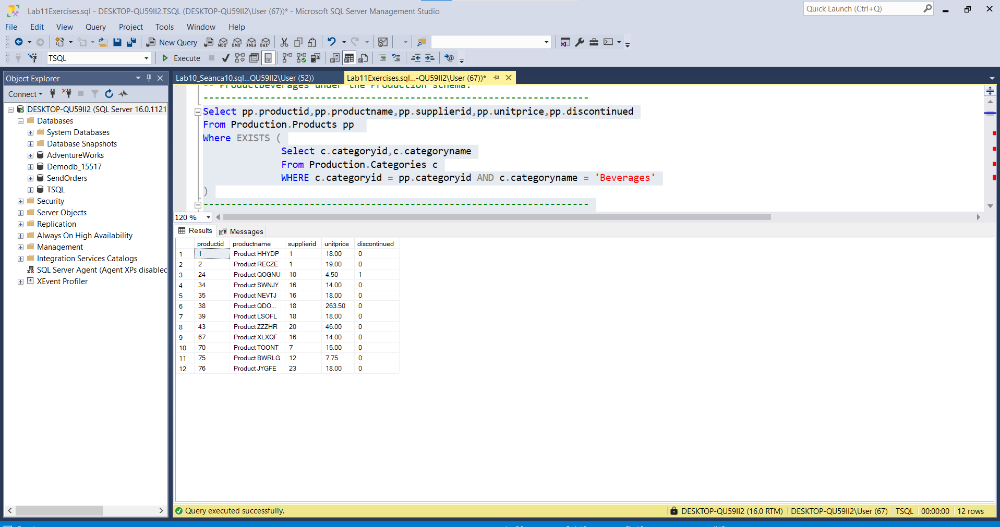 Lab11Exercises.sql - DESKTOP-QU59II2.TSQL (DESKTOP-QU59II2\User (67))* - Microsoft SQL Server Management Studio
Quick Launch (Ctrl+Q)
File Edit View Query Project Tools Window Help
New Query MDX DMX XMLA DAX
TSQL Execute
Object Explorer
Connect
DESKTOP-QU59II2 (SQL Server 16.0.1121
Databases
System Databases
Database Snapshots
AdventureWorks
Demodb_15517
SendOrders
TSQL
Security
Server Objects
Replication
Always On High Availability
Management
Integration Services Catalogs
SQL Server Agent (Agent XPs disabled
XEvent Profiler
Lab10_Seanca10.sql...QU59II2\User (52)) Lab11Exercises.sql...-QU59II2\User (67))*
-- ProductBeverages under the Production schema.
---------------------------------------------------------------------
Select pp.productid,pp.productname,pp.supplierid,pp.unitprice,pp.discontinued
From Production.Products pp
Where EXISTS (
Select c.categoryid,c.categoryname
From Production.Categories c
WHERE c.categoryid = pp.categoryid AND c.categoryname = 'Beverages'
)
---------------------------------------------------------------------
120 %
Results Messages
productid productname supplierid unitprice discontinued
1 1 Product HHYDP 1 18.00 0
2 2 Product RECZE 1 19.00 0
3 24 Product QOGNU 10 4.50 1
4 34 Product SWNJY 16 14.00 0
5 35 Product NEVTJ 16 18.00 0
6 38 Product QDO... 18 263.50 0
7 39 Product LSOFL 18 18.00 0
8 43 Product ZZZHR 20 46.00 0
9 67 Product XLXQF 16 14.00 0
10 70 Product TOONT 7 15.00 0
11 75 Product BWRLG 12 7.75 0
12 76 Product JYGFE 23 18.00 0
Query executed successfully. DESKTOP-QU59II2 (16.0 RTM) DESKTOP-QU59II2\User (67) TSQL 00:00:00 12 rows